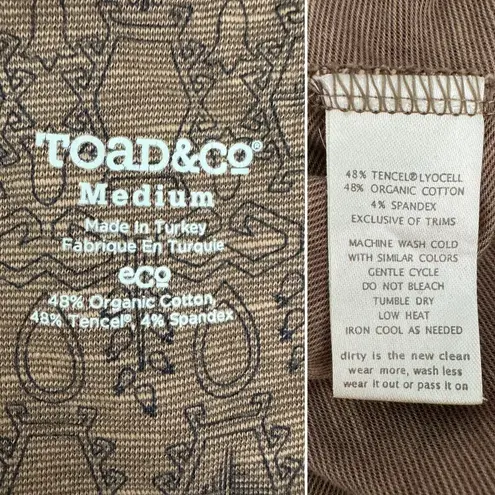 TOAD&CO®
Medium
Made in Turkey
Fabriqué En Turquie
eco
48% Organic Cotton,
48% Tencel®, 4% Spandex
48% TENCEL®LYOCELL
48% ORGANIC COTTON
4% SPANDEX
EXCLUSIVE OF TRIMS
MACHINE WASH COLD
WITH SIMILAR COLORS
GENTLE CYCLE
DO NOT BLEACH
TUMBLE DRY
LOW HEAT
IRON COOL AS NEEDED
dirty is the new clean
wear more, wash less
wear it out or pass it on